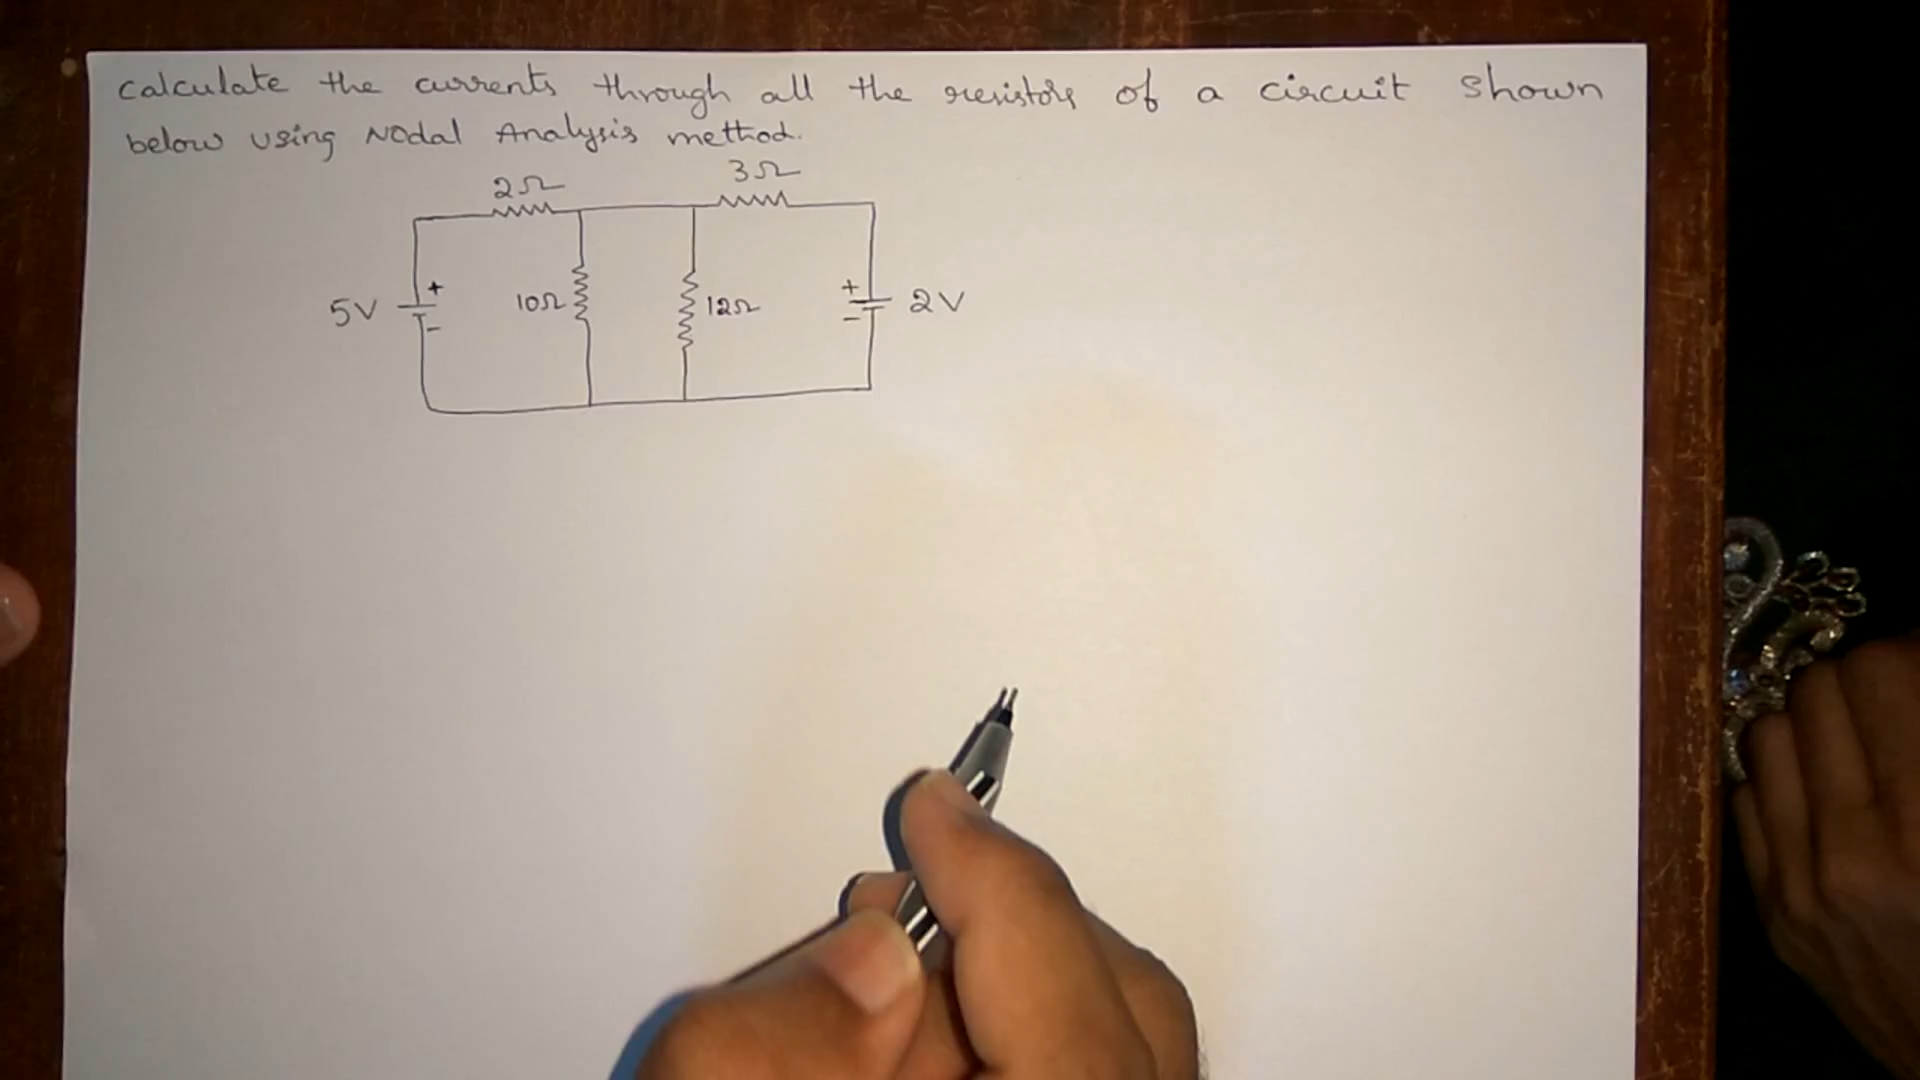 calculate the currents through all the resistors of a circuit shown
below using Nodal Analysis method.
2Ω
3Ω
5V
+
-
10Ω
12Ω
+
-
2V